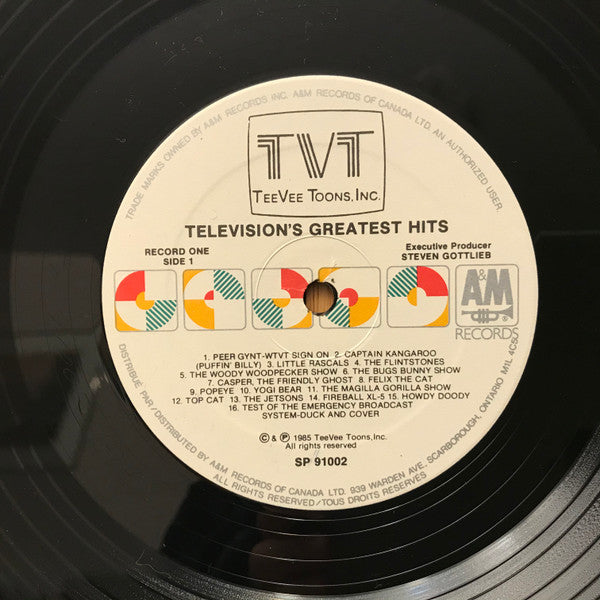 TRADE MARKS OWNED BY A&M RECORDS INC. A&M RECORDS OF CANADA LTD. AN AUTHORIZED USER.
TVT
TEEVEE TOONS, INC.
TELEVISION'S GREATEST HITS
RECORD ONE
SIDE 1
Executive Producer
STEVEN GOTTLIEB
A&M
RECORDS
1. PEER GYNT-WTVT SIGN ON 2. CAPTAIN KANGAROO
(PUFFIN' BILLY) 3. LITTLE RASCALS 4. THE FLINTSTONES
5. THE WOODY WOODPECKER SHOW 6. THE BUGS BUNNY SHOW
7. CASPER, THE FRIENDLY GHOST 8. FELIX THE CAT
9. POPEYE 10. YOGI BEAR 11. THE MAGILLA GORILLA SHOW
12. TOP CAT 13. THE JETSONS 14. FIREBALL XL-5 15. HOWDY DOODY
16. TEST OF THE EMERGENCY BROADCAST
SYSTEM-DUCK AND COVER
© & ℗ 1985 TeeVee Toons, Inc.
All rights reserved
SP 91002
DISTRIBUÉ PAR/DISTRIBUTED BY A&M RECORDS OF CANADA LTD. 939 WARDEN AVE. SCARBOROUGH, ONTARIO M1L 4C5
ALL RIGHTS RESERVED/TOUS DROITS RESERVÉS